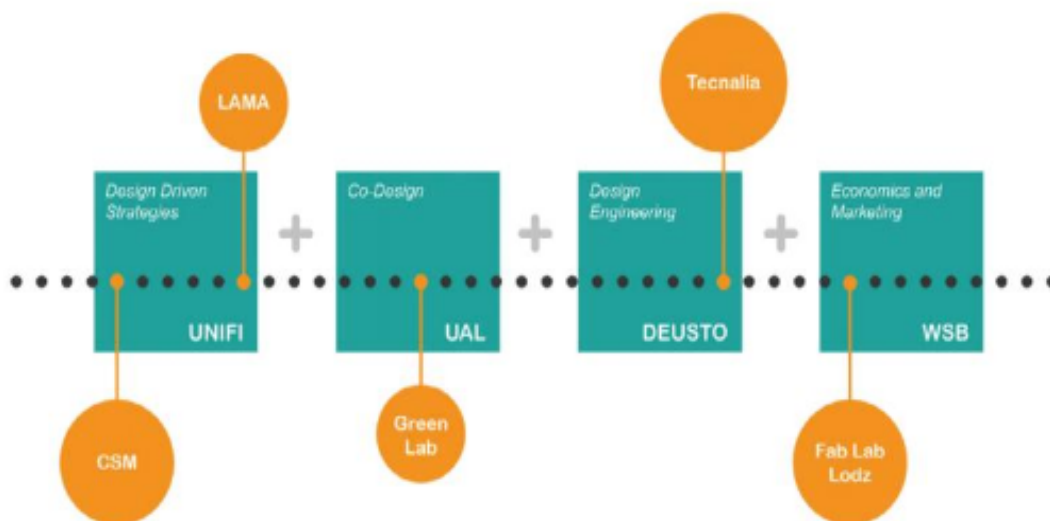 Tecnalia
LAMA
Design Driven
Strategies
Co-Design
Design
Engineering
Economics and
Marketing
UNIFI
UAL
DEUSTO
WSB
Green
Lab
CSM
Fab Lab
Lodz